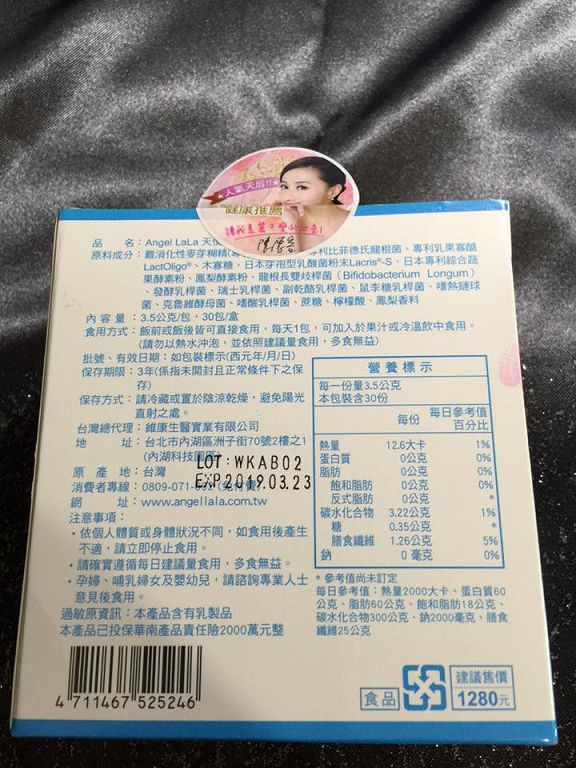 人氣天后!!
健康推薦
品　　名：Angel LaLa 天使
原料成分：難消化性麥芽糊精(專利比菲德氏龍根菌、專利乳果寡醣
LactOligo®、木寡糖、日本芽孢型乳酸菌粉末Lacris®-S、日本專利綜合蔬
果酵素粉、鳳梨酵素粉、龍根長雙歧桿菌（Bifidobacterium Longum）
、發酵乳桿菌、瑞士乳桿菌、副乾酪乳桿菌、鼠李糖乳桿菌、嗜熱鏈球
菌、克魯維酵母菌、嗜酸乳桿菌、蔗糖、檸檬酸、鳳梨香料
內 容 量：3.5公克/包，30包/盒
食用方式：飯前或飯後皆可直接食用，每天1包，可加入於果汁或冷溫飲中食用。
(請勿以熱水沖泡，並依照建議量食用，多食無益)
批號、有效日期：如包裝標示(西元年/月/日)
保存期限：3年(係指未開封且正常條件下之保
存)
保存方式：請冷藏或置於陰涼乾燥，避免陽光
直射之處。
台灣總代理：維康生醫實業有限公司
地　　址：台北市內湖區洲子街70號2樓之1
(內湖科技園區)
LOT:WKAB02
原 產 地：台灣
EXP2019.03.23
消費者專線：0809-071-
網　　址：www.angellala.com.tw
注意事項：
・依個人體質或身體狀況不同，如食用後產生
不適，請立即停止食用。
・請確實遵循每日建議量食用，多食無益。
・孕婦、哺乳婦女及嬰幼兒，請諮詢專業人士
意見後食用。
過敏原資訊：本產品含有乳製品
本產品已投保華南產品責任險2000萬元整
營養標示
每一份量3.5公克
本包裝含30份
每份 每日參考值
百分比
熱量 12.6大卡 1%
蛋白質 0公克 0%
脂肪 0公克 0%
飽和脂肪 0公克 0%
反式脂肪 0公克 *
碳水化合物 3.22公克 1%
糖 0.35公克 *
膳食纖維 1.26公克 5%
鈉 0 毫克 0%
* 參考值尚未訂定
每日參考值：熱量2000大卡、蛋白質60
公克、脂肪60公克、飽和脂肪18公克、
碳水化合物300公克、鈉2000毫克、膳食
纖維25公克
4 711467 525246
食品
建議售價
1280元